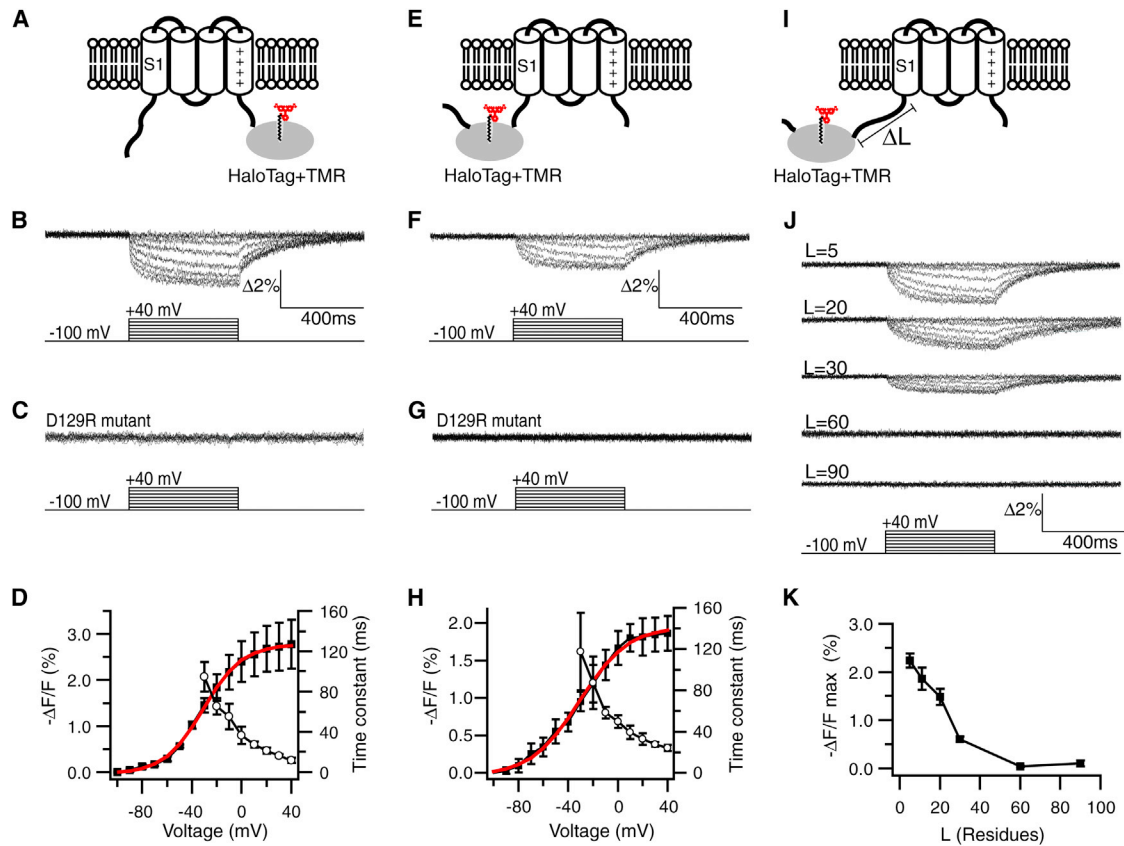 A
S1
+
+
+
+
HaloTag+TMR
E
S1
+
+
+
+
HaloTag+TMR
I
S1
+
+
+
+
ΔL
HaloTag+TMR
B
Δ2%
400ms
+40 mV
-100 mV
F
Δ2%
400ms
+40 mV
-100 mV
J
L=5
L=20
L=30
L=60
L=90
Δ2%
400ms
+40 mV
-100 mV
C
D129R mutant
+40 mV
-100 mV
G
D129R mutant
+40 mV
-100 mV
D
-ΔF/F (%)
3.0
2.0
1.0
0.0
160
120
80
40
0
Time constant (ms)
-80
-40
0
40
Voltage (mV)
H
-ΔF/F (%)
2.0
1.5
1.0
0.5
0.0
160
120
80
40
0
Time constant (ms)
-80
-40
0
40
Voltage (mV)
K
-ΔF/F max (%)
3.0
2.0
1.0
0.0
0
20
40
60
80
100
L (Residues)